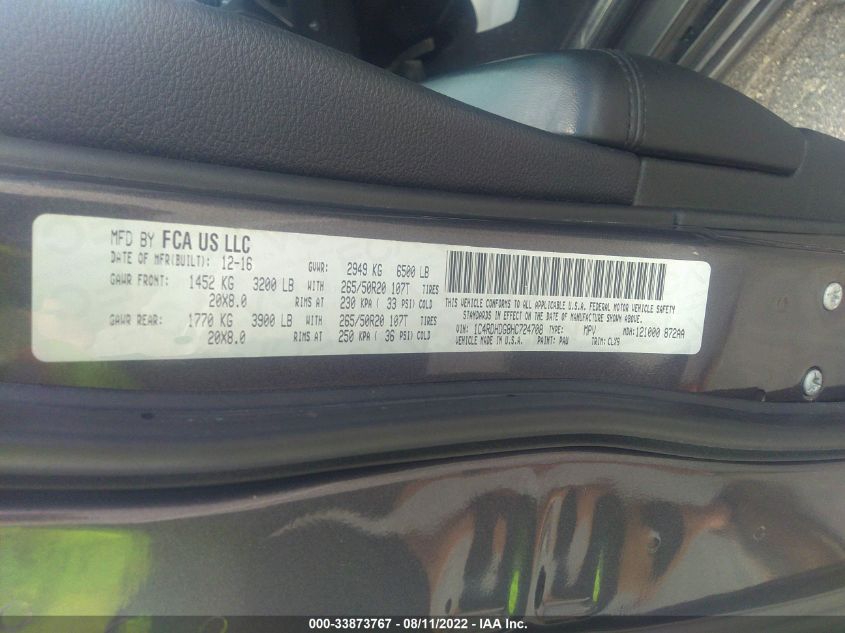 MFD BY FCA US LLC
DATE OF MFR(BUILT): 12-16 GVWR: 2949 KG 6500 LB
GAWR FRONT: 1452 KG 3200 LB WITH 265/50R20 107T TIRES
20X8.0 RIMS AT 230 KPA ( 33 PSI) COLD
GAWR REAR: 1770 KG 3900 LB WITH 265/50R20 107T TIRES
20X8.0 RIMS AT 250 KPA ( 36 PSI) COLD
THIS VEHICLE CONFORMS TO ALL APPLICABLE U.S.A. FEDERAL MOTOR VEHICLE SAFETY
STANDARDS IN EFFECT ON THE DATE OF MANUFACTURE SHOWN ABOVE.
VIN: 1C4RDHDG8HC724708 TYPE: MPV MDH: 121000 872AA
VEHICLE MADE IN U.S.A. PAINT: PAU TRIM: CLX9
000-33873767 - 08/11/2022 - IAA Inc.